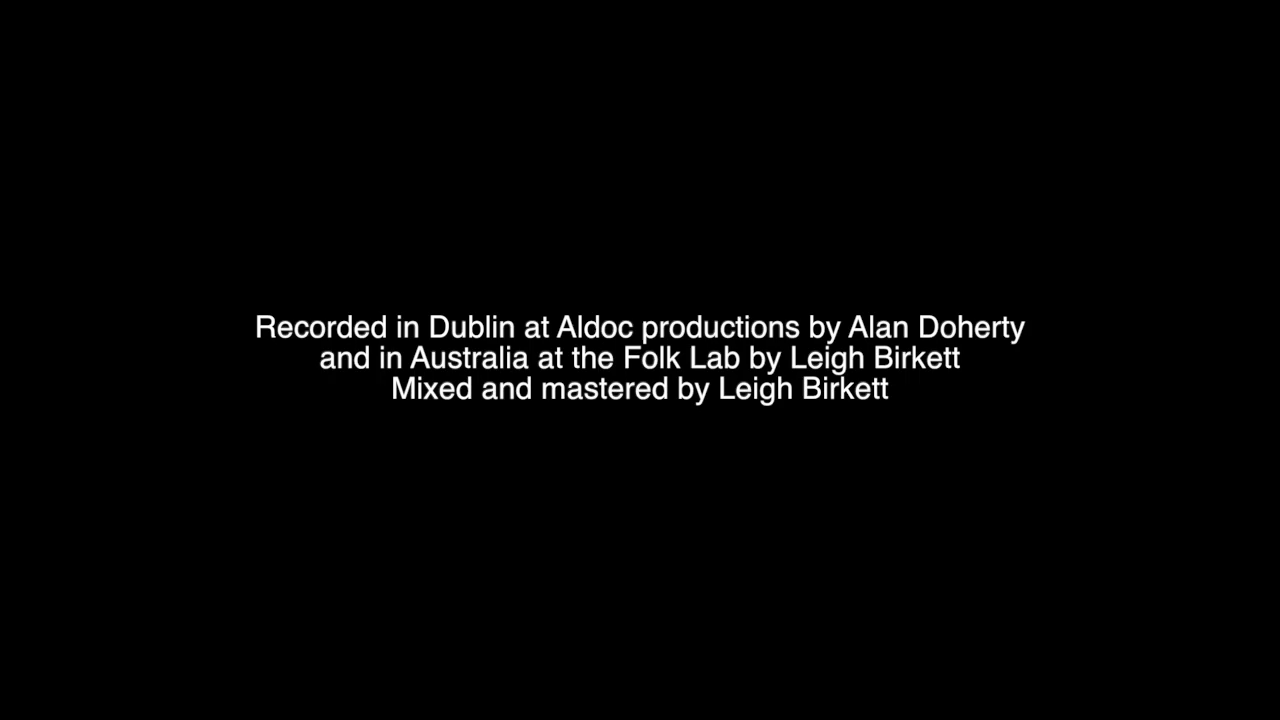 Recorded in Dublin at Aldoc productions by Alan Doherty
and in Australia at the Folk Lab by Leigh Birkett
Mixed and mastered by Leigh Birkett